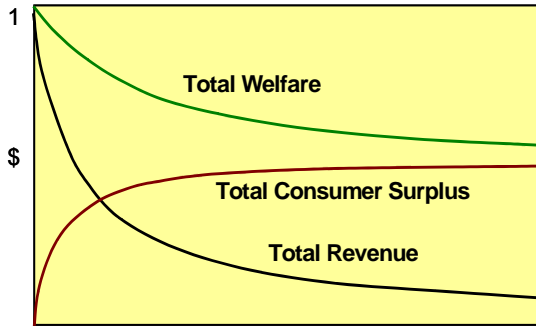 1
Total Welfare
$
Total Consumer Surplus
Total Revenue